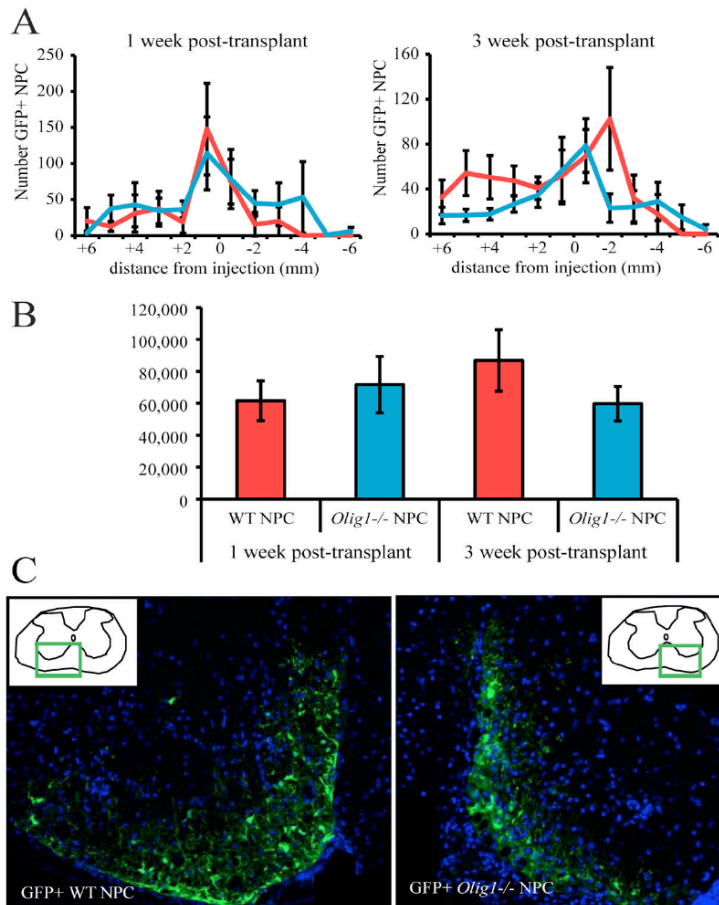 A
1 week post-transplant
3 week post-transplant
Number GFP+ NPC
250
200
150
100
50
0
+6 +4 +2 0 -2 -4 -6
distance from injection (mm)
Number GFP+ NPC
160
120
80
40
0
+6 +4 +2 0 -2 -4 -6
distance from injection (mm)
B
120,000
100,000
80,000
60,000
40,000
20,000
0
WT NPC Olig1-/- NPC WT NPC Olig1-/- NPC
1 week post-transplant 3 week post-transplant
C
GFP+ WT NPC
GFP+ Olig1-/- NPC